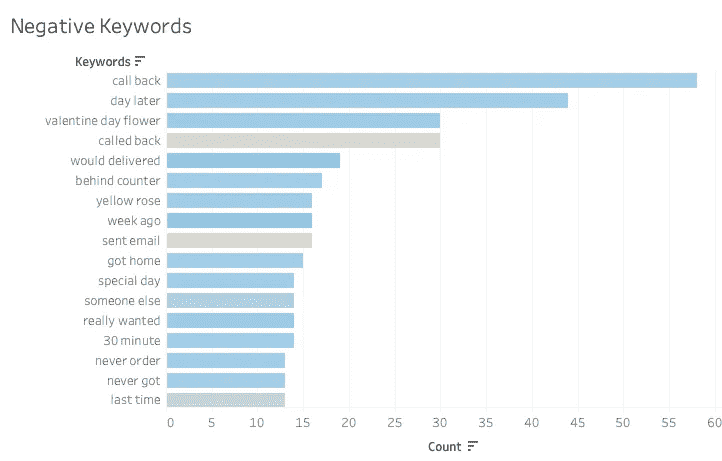 Negative Keywords
Keywords
call back
day later
valentine day flower
called back
would delivered
behind counter
yellow rose
week ago
sent email
got home
special day
someone else
really wanted
30 minute
never order
never got
last time
0 5 10 15 20 25 30 35 40 45 50 55 60
Count